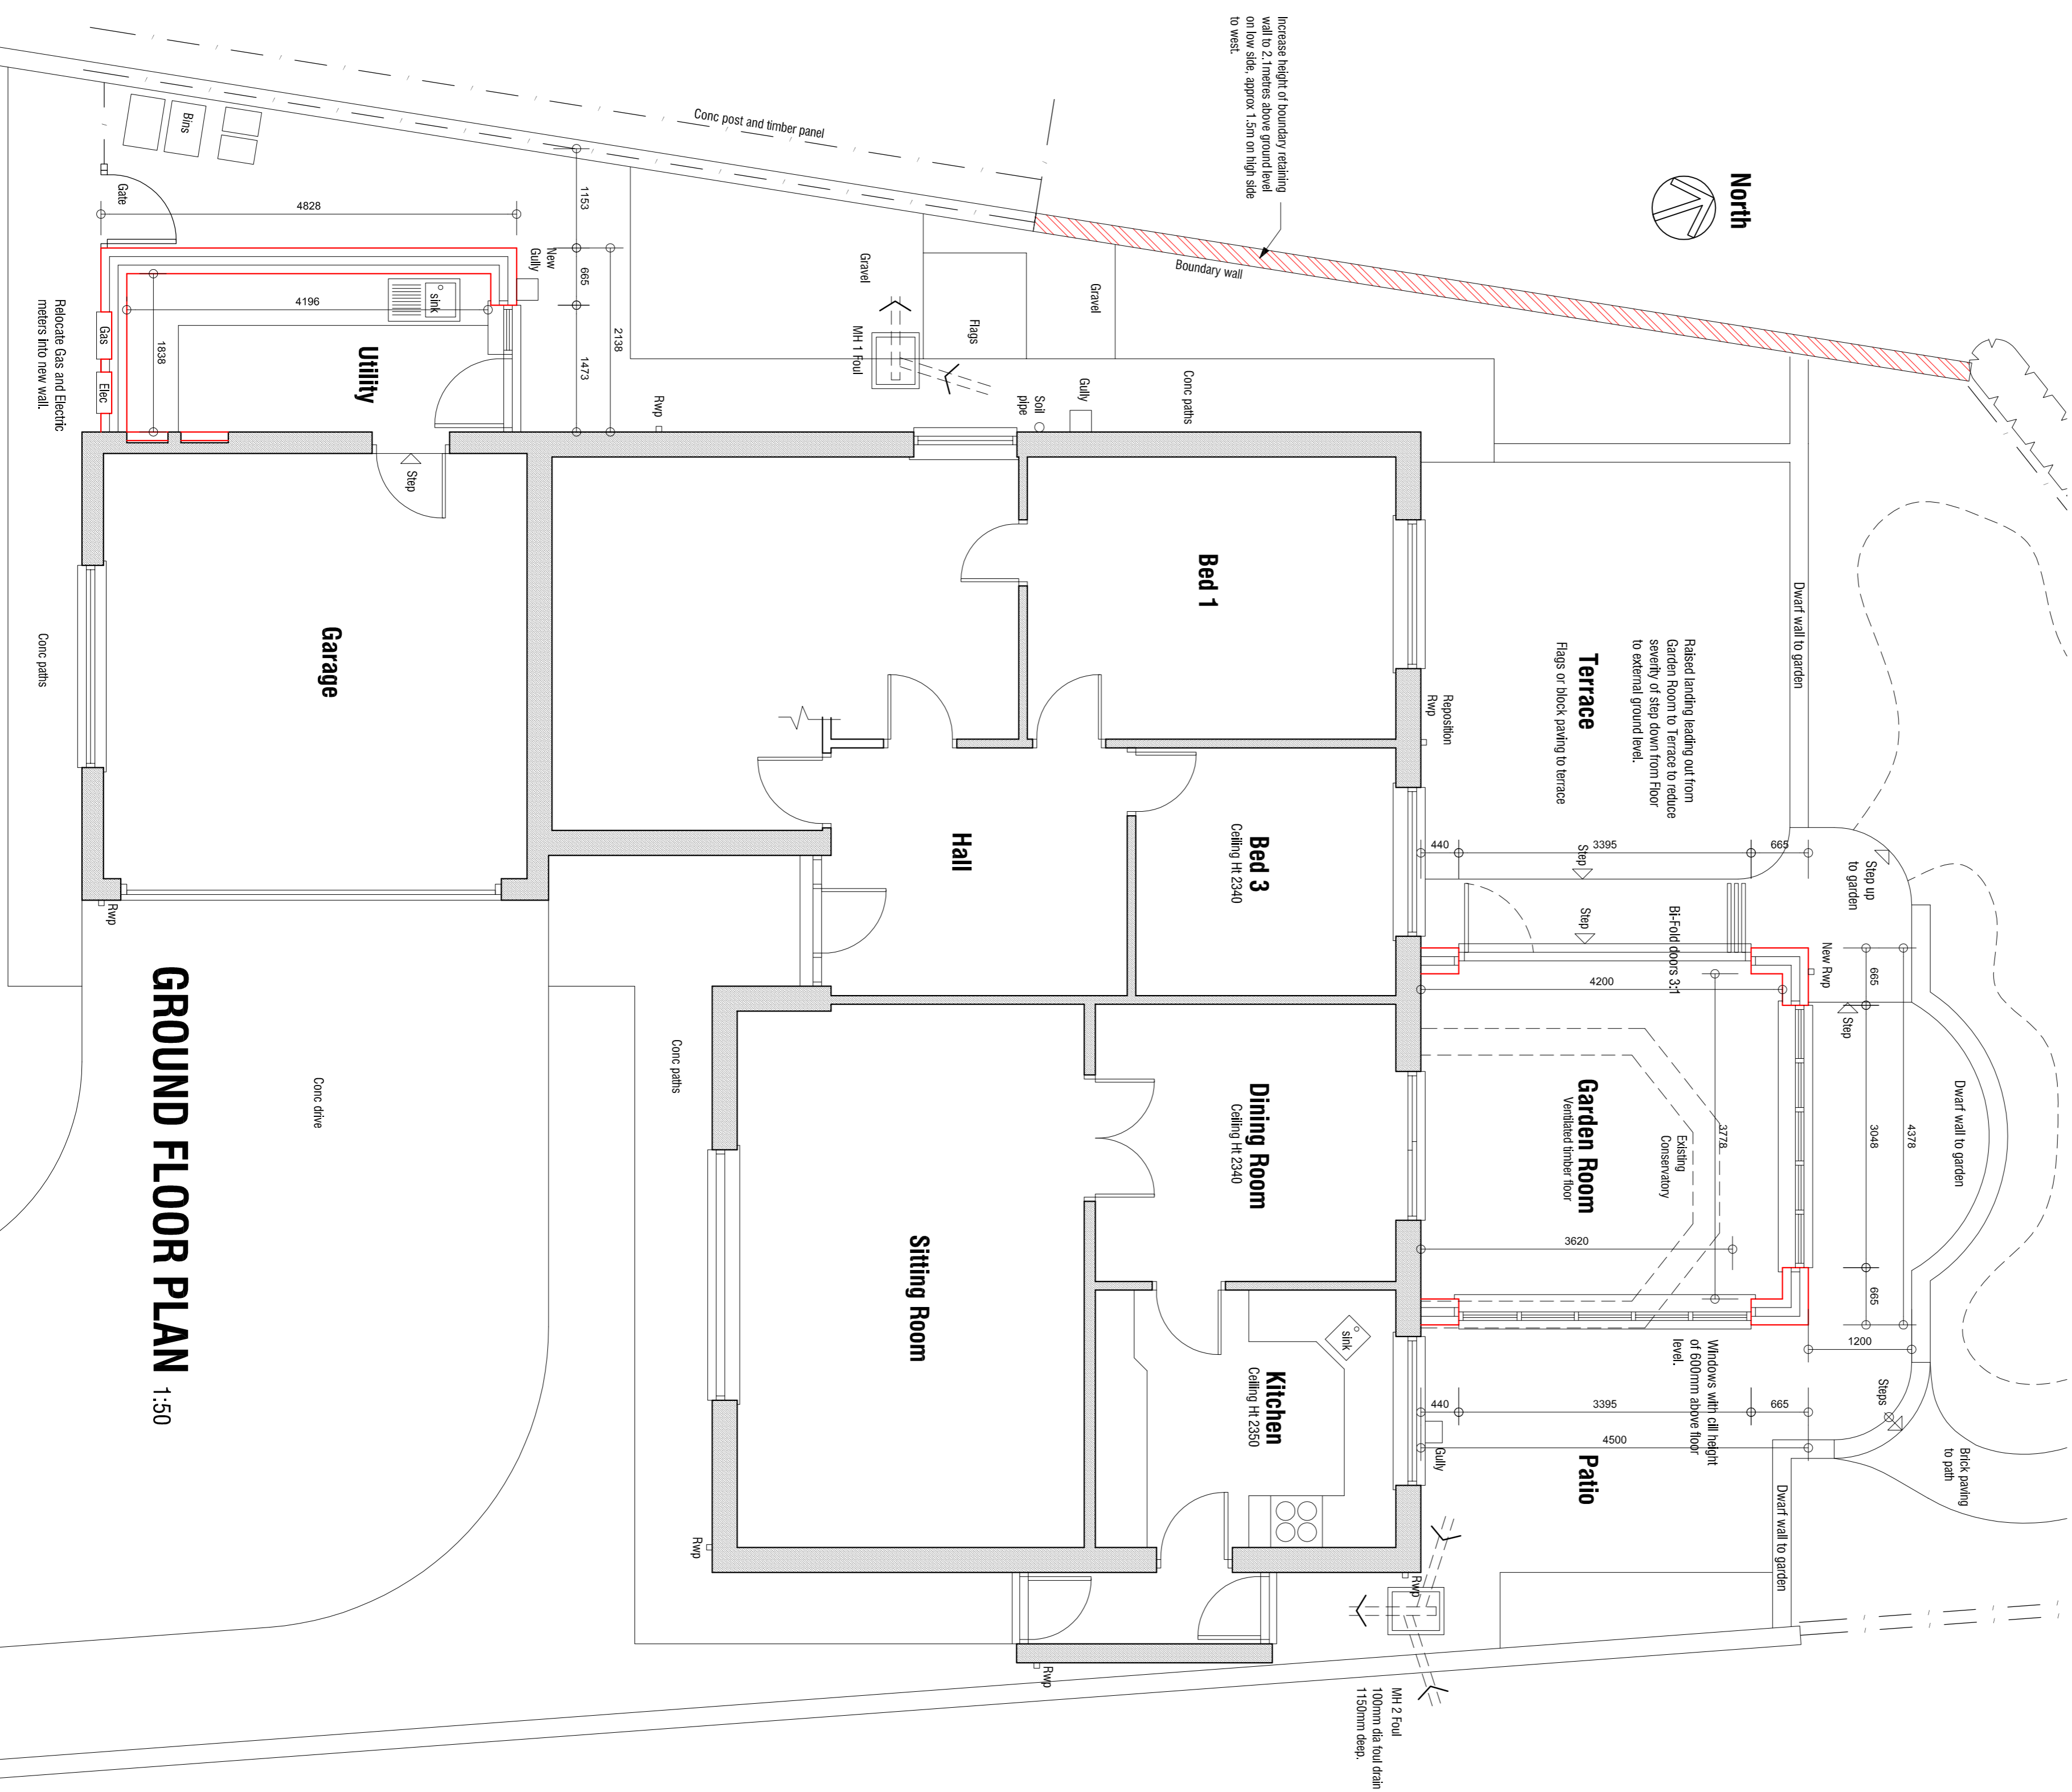 North
Increase height of boundary retaining
wall to 2.1metres above ground level
on low side, approx 1.5m on high side
to west.
Conc post and timber panel
Boundary wall
Bins
Gate
4828
1153
665
1473
2138
New
Gully
4196
1838
sink
Utility
Gas
Elec
Relocate Gas and Electric
meters into new wall.
Gravel
Flags
Gravel
MH 1 Foul
Rwp
Soil
pipe
Gully
Conc paths
Step
Garage
Conc paths
Rwp
Bed 1
Reposition
Rwp
Terrace
Flags or block paving to terrace
Raised landing leading out from
Garden Room to Terrace to reduce
severity of step down from Floor
to external ground level.
Dwarf wall to garden
Step up
to garden
440
3395
665
Step
Step
Bi-Fold doors 3:1
New Rwp
Step
665
3048
665
4378
Dwarf wall to garden
Hall
Bed 3
Ceiling Ht 2340
Dining Room
Ceiling Ht 2340
Garden Room
Ventilated timber floor
Existing
Conservatory
4200
3778
3620
1200
Windows with cill height
of 600mm above floor
level.
Sitting Room
Kitchen
Ceiling Ht 2350
sink
440
3395
665
4500
Gully
Patio
Steps
Brick paving
to path
Dwarf wall to garden
Conc paths
Conc drive
Rwp
Rwp
Rwp
MH 2 Foul
100mm dia foul drain
1150mm deep.
GROUND FLOOR PLAN 1:50